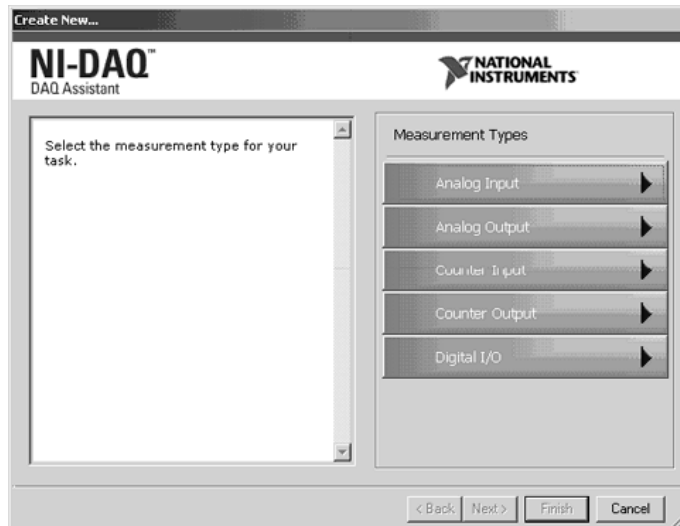 Create New...
NI-DAQ™
DAQ Assistant
NATIONAL
INSTRUMENTS
Select the measurement type for your
task.
Measurement Types
Analog Input
Analog Output
Counter Input
Counter Output
Digital I/O
< Back Next > Finish Cancel